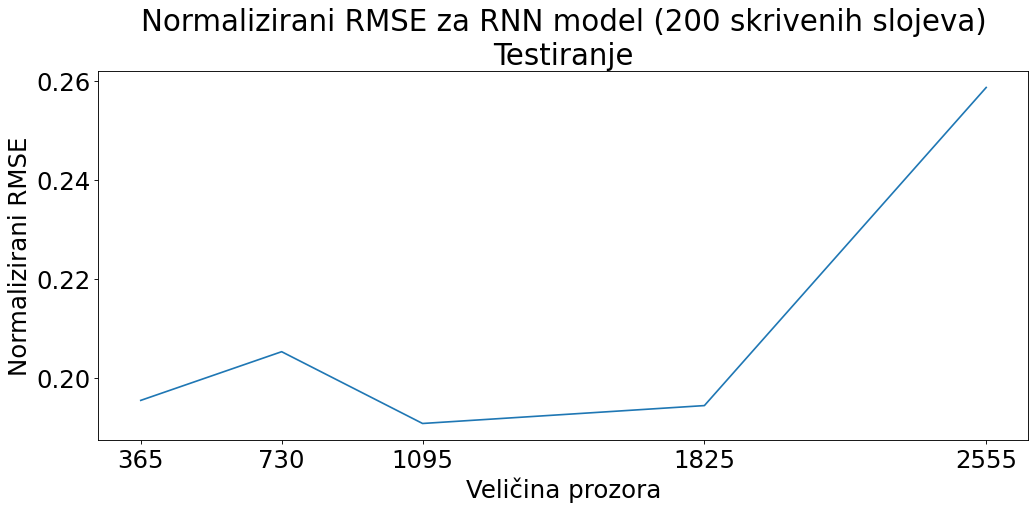 Normalizirani RMSE za RNN model (200 skrivenih slojeva)
Testiranje
Normalizirani RMSE
0.26
0.24
0.22
0.20
365 730 1095 1825 2555
Veličina prozora